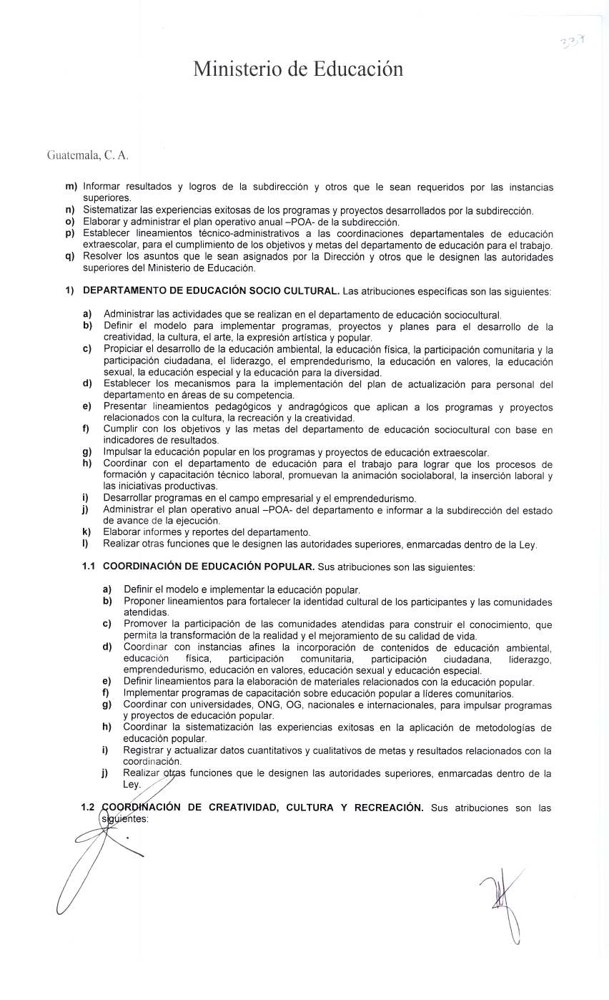 Ministerio de Educación
Guatemala, C. A.
m) Informar resultados y logros de la subdirección y otros que le sean requeridos por las instancias
superiores.
n) Sistematizar las experiencias exitosas de los programas y proyectos desarrollados por la subdirección.
o) Elaborar y administrar el plan operativo anual –POA- de la subdirección.
p) Establecer lineamientos técnico-administrativos a las coordinaciones departamentales de educación
extraescolar, para el cumplimiento de los objetivos y metas del departamento de educación para el trabajo.
q) Resolver los asuntos que le sean asignados por la Dirección y otros que le designen las autoridades
superiores del Ministerio de Educación.
1) DEPARTAMENTO DE EDUCACIÓN SOCIO CULTURAL. Las atribuciones específicas son las siguientes:
a) Administrar las actividades que se realizan en el departamento de educación sociocultural.
b) Definir el modelo para implementar programas, proyectos y planes para el desarrollo de la
creatividad, la cultura, el arte, la expresión artística y popular.
c) Propiciar el desarrollo de la educación ambiental, la educación física, la participación comunitaria y la
participación ciudadana, el liderazgo, el emprendedurismo, la educación en valores, la educación
sexual, la educación especial y la educación para la diversidad.
d) Establecer los mecanismos para la implementación del plan de actualización para personal del
departamento en áreas de su competencia.
e) Presentar lineamientos pedagógicos y andragógicos que aplican a los programas y proyectos
relacionados con la cultura, la recreación y la creatividad.
f) Cumplir con los objetivos y las metas del departamento de educación sociocultural con base en
indicadores de resultados.
g) Impulsar la educación popular en los programas y proyectos de educación extraescolar.
h) Coordinar con el departamento de educación para el trabajo para lograr que los procesos de
formación y capacitación técnico laboral, promuevan la animación sociolaboral, la inserción laboral y
las iniciativas productivas.
i) Desarrollar programas en el campo empresarial y el emprendedurismo.
j) Administrar el plan operativo anual –POA- del departamento e informar a la subdirección del estado
de avance de la ejecución.
k) Elaborar informes y reportes del departamento.
l) Realizar otras funciones que le designen las autoridades superiores, enmarcadas dentro de la Ley.
1.1 COORDINACIÓN DE EDUCACIÓN POPULAR. Sus atribuciones son las siguientes:
a) Definir el modelo e implementar la educación popular.
b) Proponer lineamientos para fortalecer la identidad cultural de los participantes y las comunidades
atendidas.
c) Promover la participación de las comunidades atendidas para construir el conocimiento, que
permita la transformación de la realidad y el mejoramiento de su calidad de vida.
d) Coordinar con instancias afines la incorporación de contenidos de educación ambiental,
educación física, participación comunitaria, participación ciudadana, liderazgo,
emprendedurismo, educación en valores, educación sexual y educación especial.
e) Definir lineamientos para la elaboración de materiales relacionados con la educación popular.
f) Implementar programas de capacitación sobre educación popular a líderes comunitarios.
g) Coordinar con universidades, ONG, OG, nacionales e internacionales, para impulsar programas
y proyectos de educación popular.
h) Coordinar la sistematización las experiencias exitosas en la aplicación de metodologías de
educación popular.
i) Registrar y actualizar datos cuantitativos y cualitativos de metas y resultados relacionados con la
coordinación.
j) Realizar otras funciones que le designen las autoridades superiores, enmarcadas dentro de la
Ley.
1.2 COORDINACIÓN DE CREATIVIDAD, CULTURA Y RECREACIÓN. Sus atribuciones son las
siguientes: